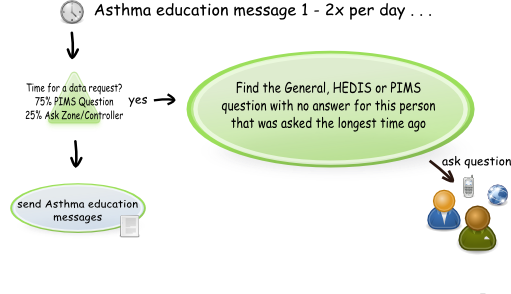 Asthma education message 1 - 2x per day . . .
Time for a data request?
75% PIMS Question
25% Ask Zone/Controller
yes
Find the General, HEDIS or PIMS
question with no answer for this person
that was asked the longest time ago
ask question
send Asthma education
messages